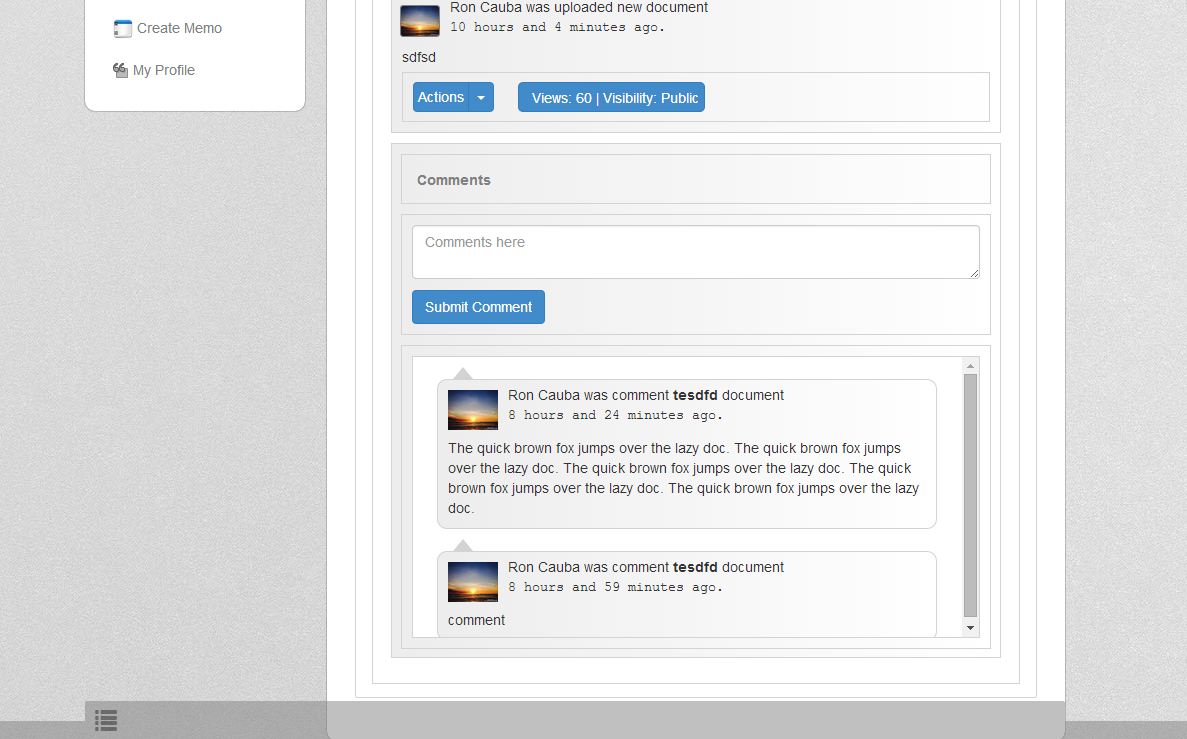 Create Memo
My Profile
Ron Cauba was uploaded new document
10 hours and 4 minutes ago.
sdfsd
Actions
Views: 60 | Visibility: Public
Comments
Comments here
Submit Comment
Ron Cauba was comment tesdfd document
8 hours and 24 minutes ago.
The quick brown fox jumps over the lazy doc. The quick brown fox jumps
over the lazy doc. The quick brown fox jumps over the lazy doc. The quick
brown fox jumps over the lazy doc. The quick brown fox jumps over the lazy
doc.
Ron Cauba was comment tesdfd document
8 hours and 59 minutes ago.
comment